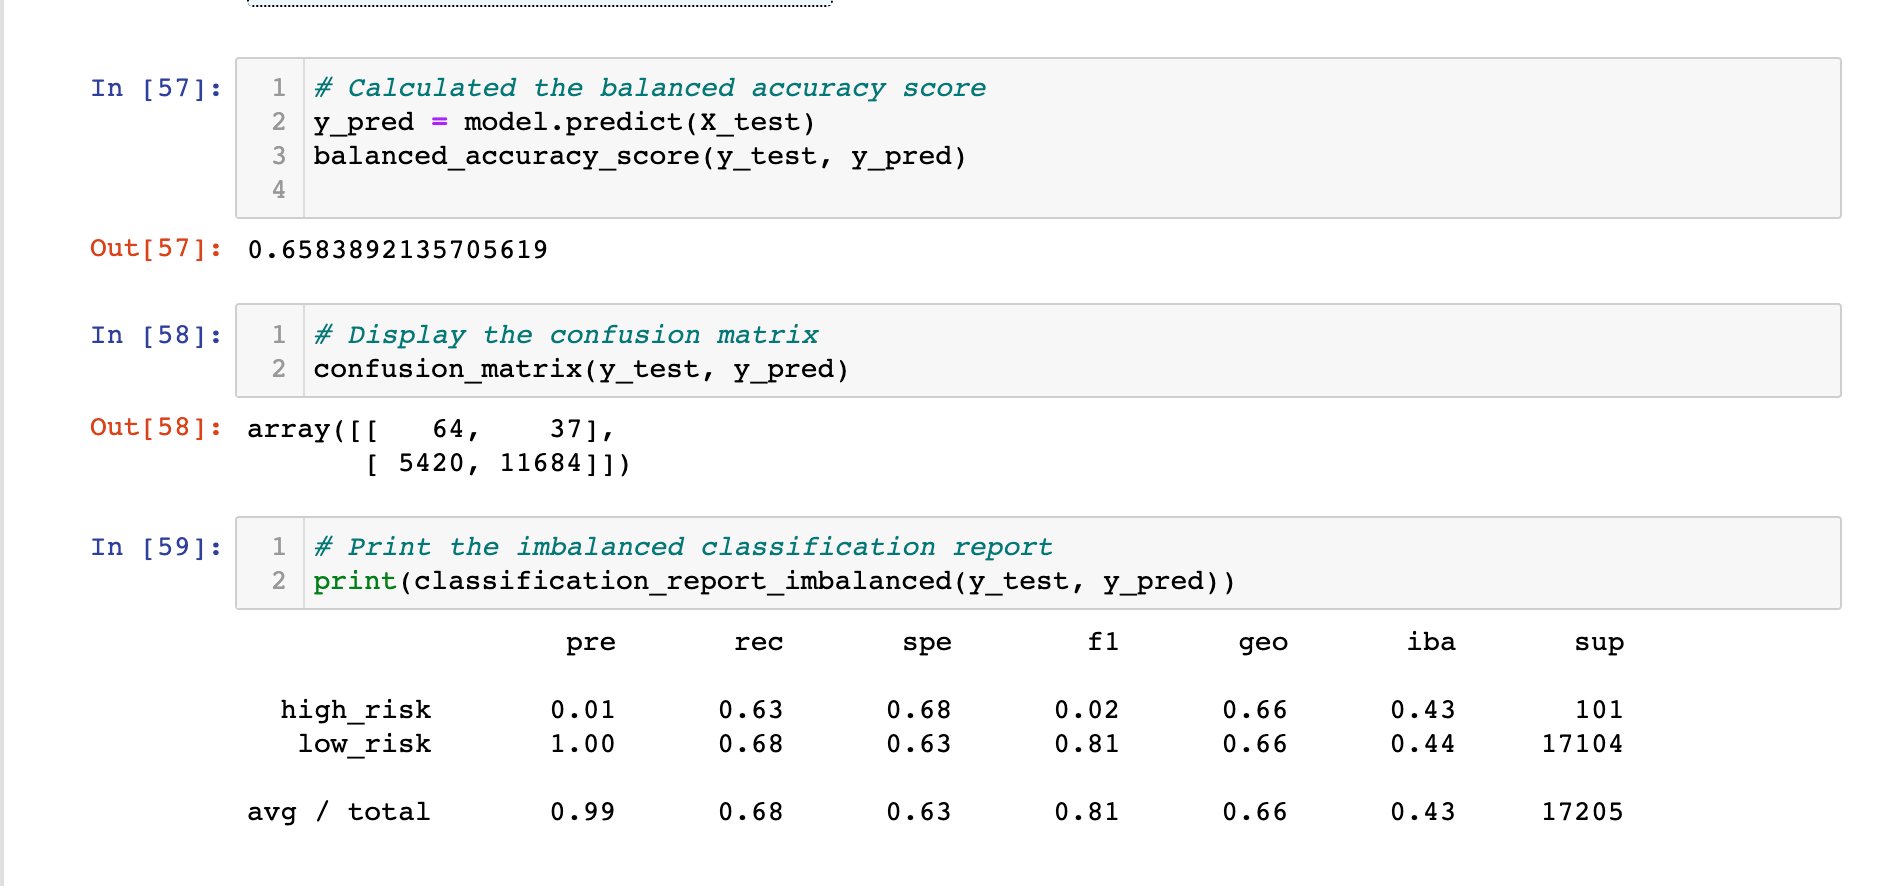 In [57]:
1 # Calculated the balanced accuracy score
2 y_pred = model.predict(X_test)
3 balanced_accuracy_score(y_test, y_pred)
4
Out[57]: 0.6583892135705619
In [58]:
1 # Display the confusion matrix
2 confusion_matrix(y_test, y_pred)
Out[58]: array([[   64,    37],
       [ 5420, 11684]])
In [59]:
1 # Print the imbalanced classification report
2 print(classification_report_imbalanced(y_test, y_pred))
pre rec spe f1 geo iba sup
high_risk 0.01 0.63 0.68 0.02 0.66 0.43 101
low_risk 1.00 0.68 0.63 0.81 0.66 0.44 17104
avg / total 0.99 0.68 0.63 0.81 0.66 0.43 17205